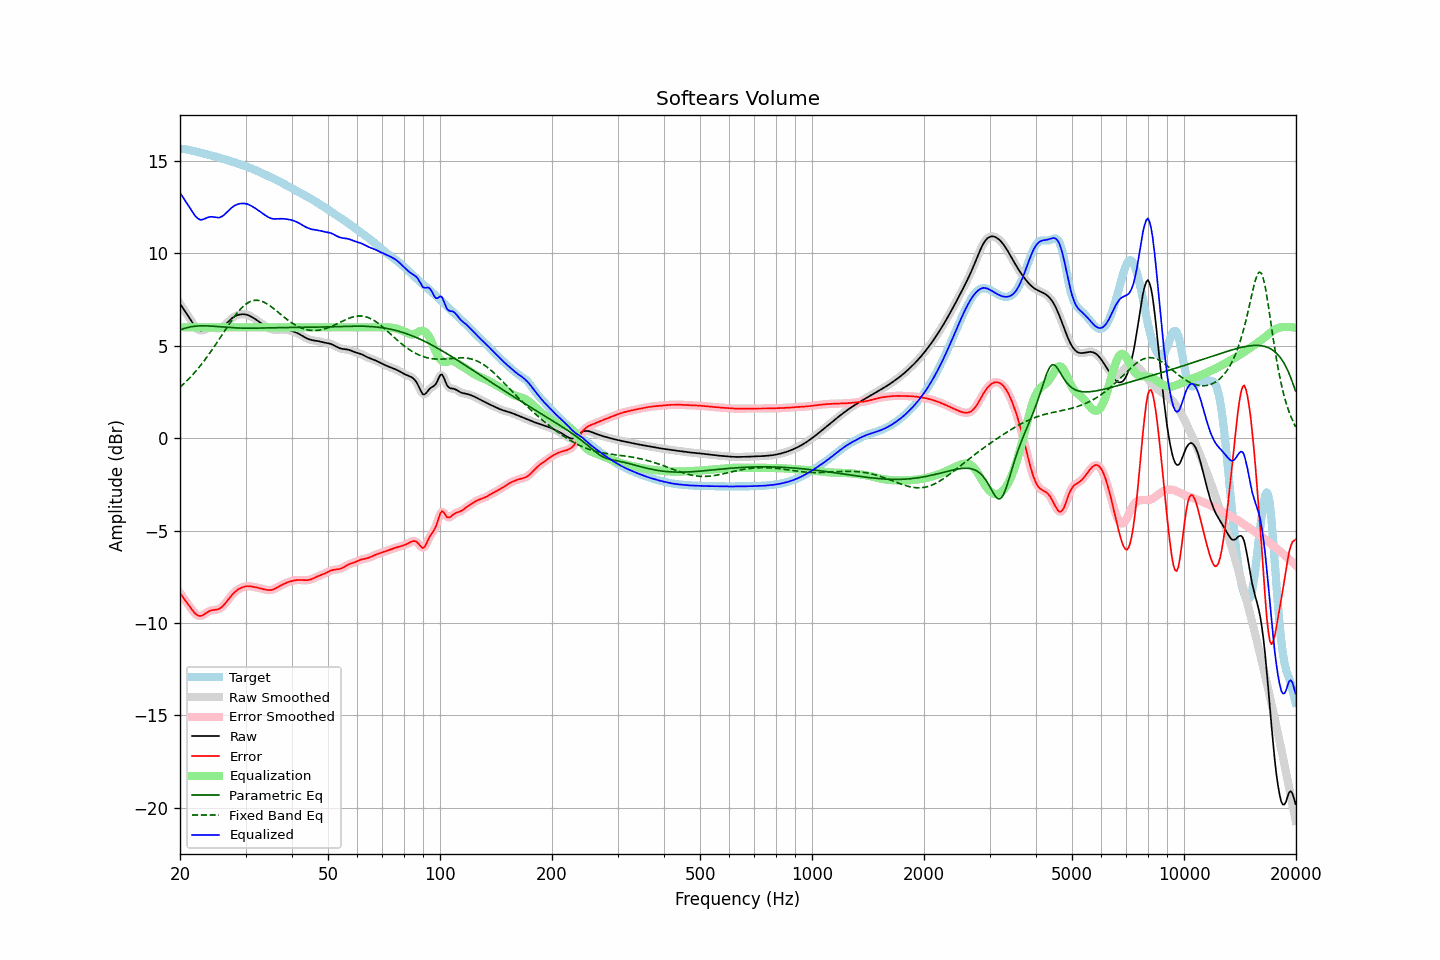 Softears Volume
Amplitude (dBr)
15
10
5
0
−5
−10
−15
−20
Target
Raw Smoothed
Error Smoothed
Raw
Error
Equalization
Parametric Eq
Fixed Band Eq
Equalized
20 50 100 200 500 1000 2000 5000 10000 20000
Frequency (Hz)